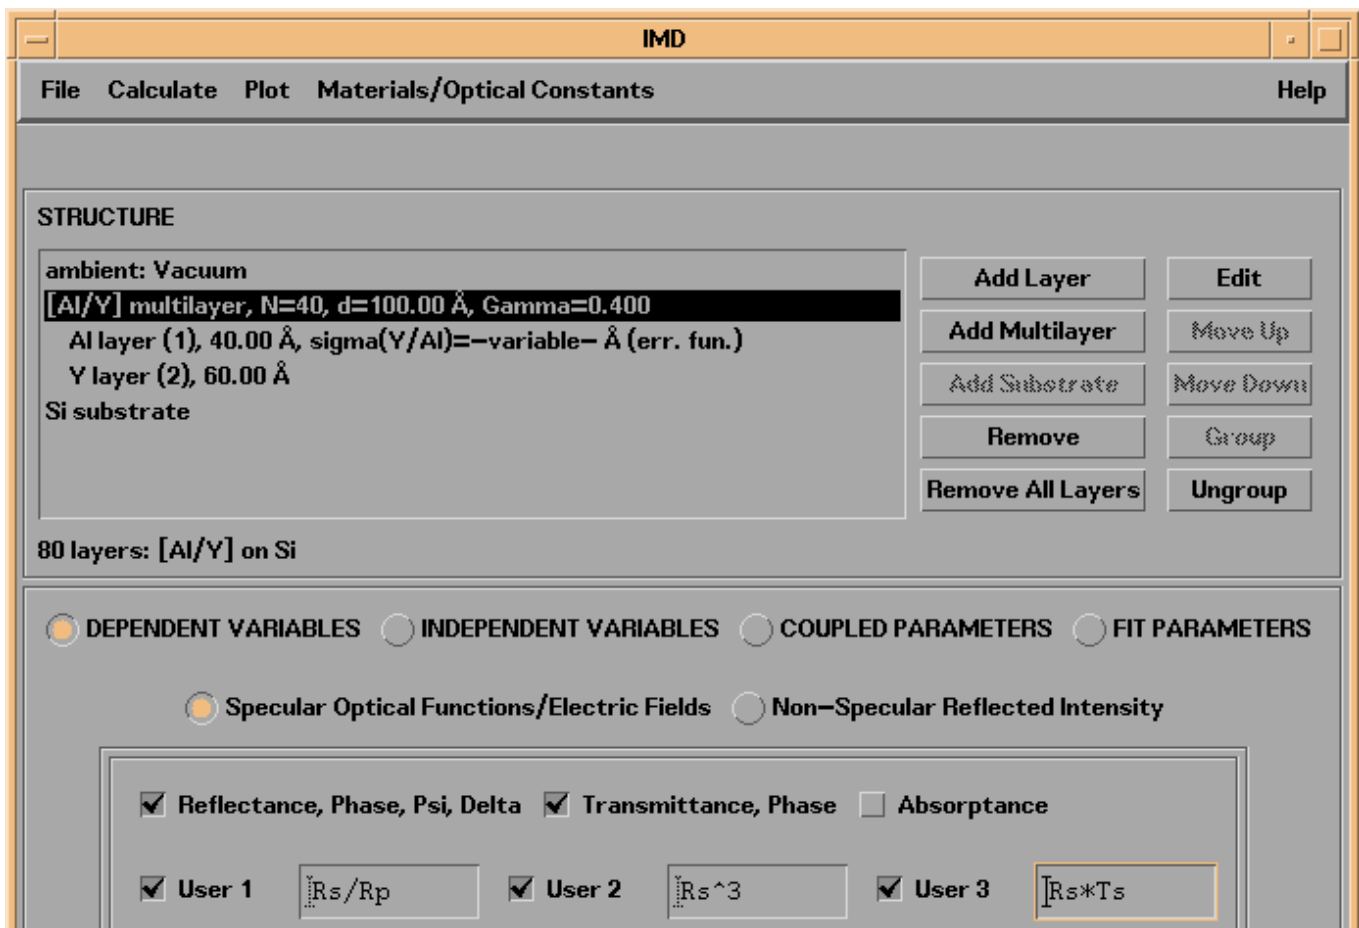 IMD
File Calculate Plot Materials/Optical Constants Help
STRUCTURE
ambient: Vacuum
[Al/Y] multilayer, N=40, d=100.00 Å, Gamma=0.400
Al layer (1), 40.00 Å, sigma(Y/Al)=-variable- Å (err. fun.)
Y layer (2), 60.00 Å
Si substrate
Add Layer Edit
Add Multilayer Move Up
Add Substrate Move Down
Remove Group
Remove All Layers Ungroup
80 layers: [Al/Y] on Si
DEPENDENT VARIABLES INDEPENDENT VARIABLES COUPLED PARAMETERS FIT PARAMETERS
Specular Optical Functions/Electric Fields Non-Specular Reflected Intensity
Reflectance, Phase, Psi, Delta Transmittance, Phase Absorptance
User 1 Rs/Rp User 2 Rs^3 User 3 Rs*Ts